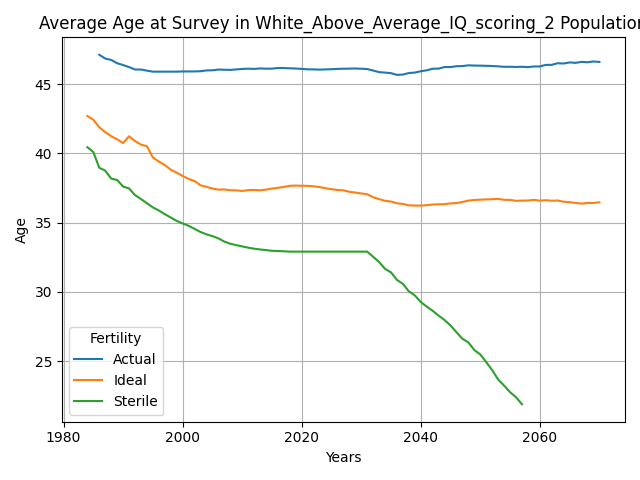 Average Age at Survey in White_Above_Average_IQ_scoring_2 Population
45
40
35
30
25
Age
Fertility
Actual
Ideal
Sterile
1980
2000
2020
2040
2060
Years